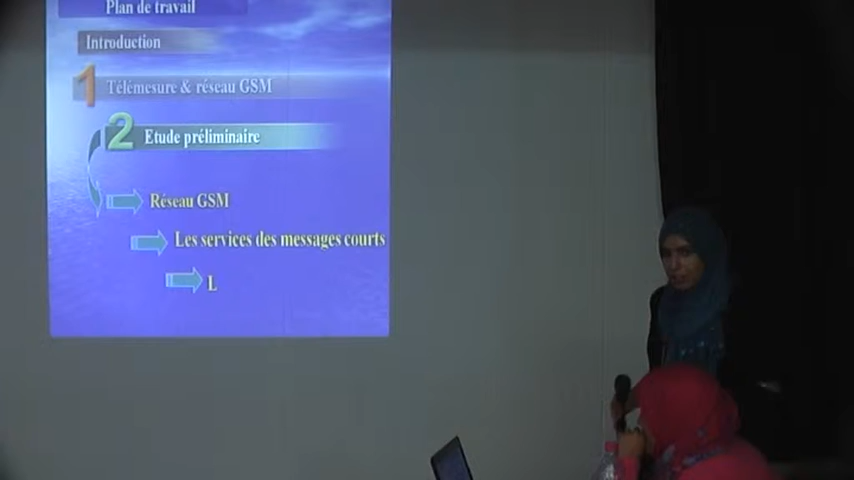 Plan de travail
Introduction
1 Télémesure & réseau GSM
2 Etude préliminaire
Réseau GSM
Les services des messages courts
L